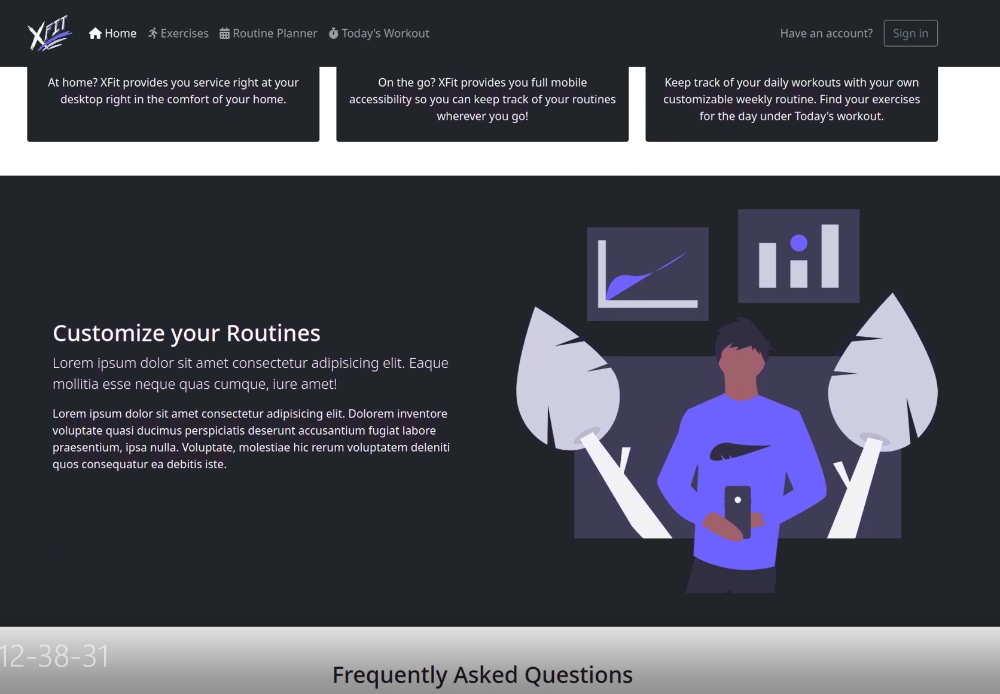 XFIT
Home
Exercises
Routine Planner
Today's Workout
Have an account?
Sign in
At home? XFit provides you service right at your
desktop right in the comfort of your home.
On the go? XFit provides you full mobile
accessibility so you can keep track of your routines
wherever you go!
Keep track of your daily workouts with your own
customizable weekly routine. Find your exercises
for the day under Today's workout.
Customize your Routines
Lorem ipsum dolor sit amet consectetur adipisicing elit. Eaque
mollitia esse neque quas cumque, iure amet!
Lorem ipsum dolor sit amet consectetur adipisicing elit. Dolorem inventore
voluptate quasi ducimus perspiciatis deserunt accusantium fugiat labore
praesentium, ipsa nulla. Voluptate, molestiae hic rerum voluptatem deleniti
quos consequatur ea debitis iste.
12-38-31
Frequently Asked Questions